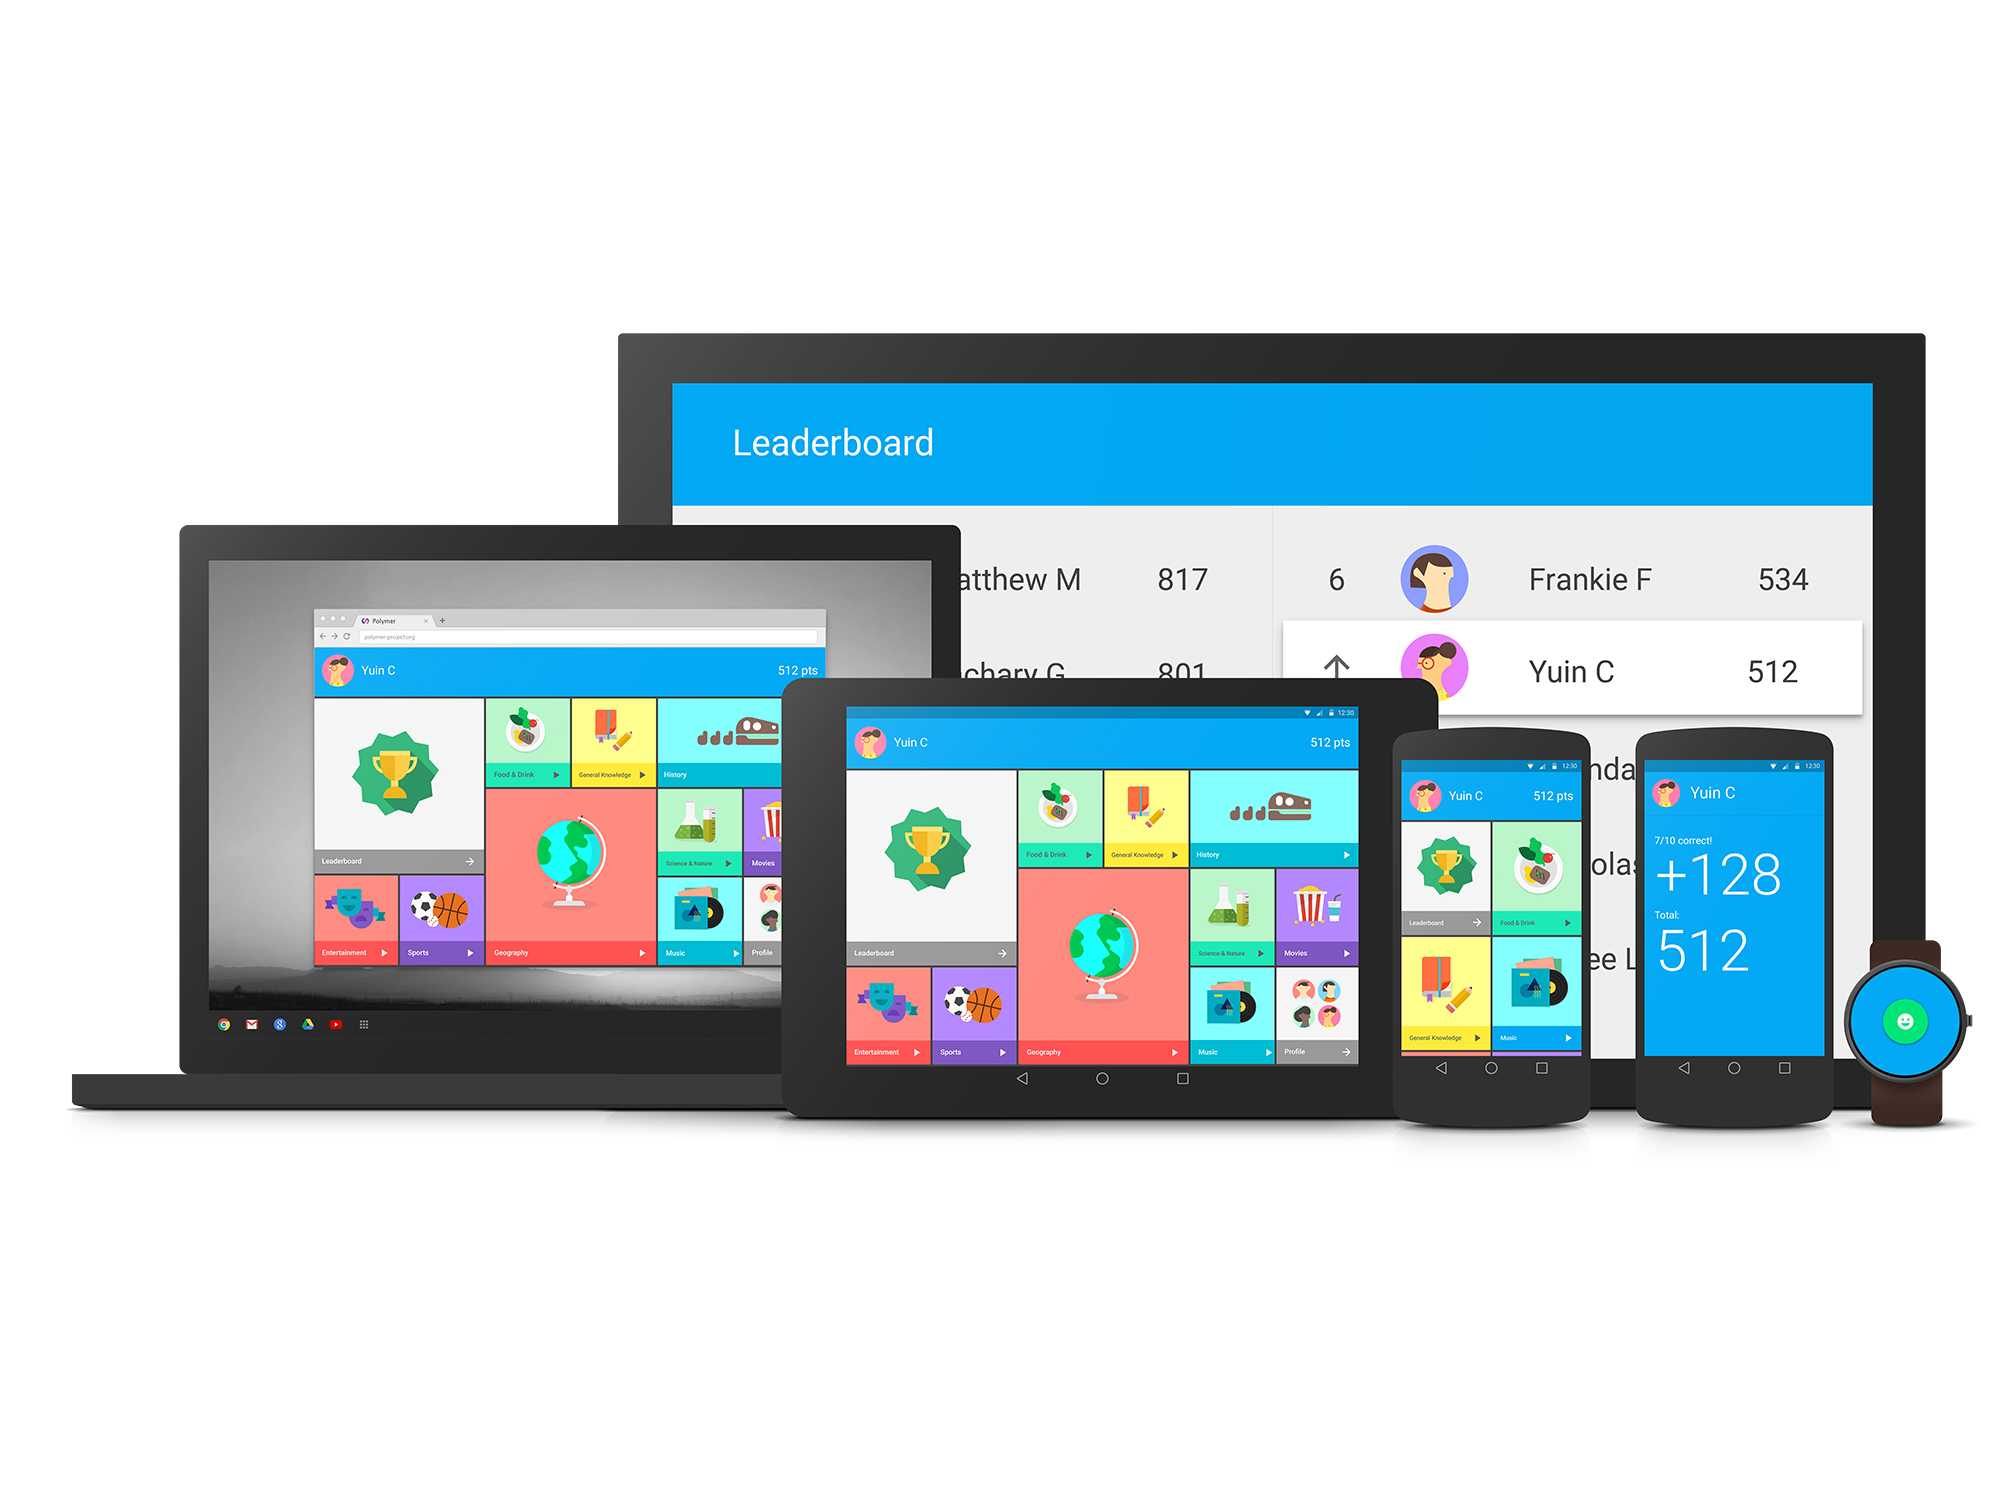 Leaderboard
atthew M 817
6 Frankie F 534
chary G 801
Yuin C 512
Polymer
polymer-project.org
Yuin C 512 pts
Food & Drink
General Knowledge
History
Leaderboard
Science & Nature
Movies
Entertainment
Sports
Geography
Music
Profile
12:30
Yuin C 512 pts
Food & Drink
General Knowledge
History
Leaderboard
Science & Nature
Movies
Entertainment
Sports
Geography
Music
Profile
nda
olas
ee L
12:30
Yuin C 512 pts
Leaderboard
Food & Drink
General Knowledge
Music
12:30
Yuin C
7/10 correct!
+128
Total:
512